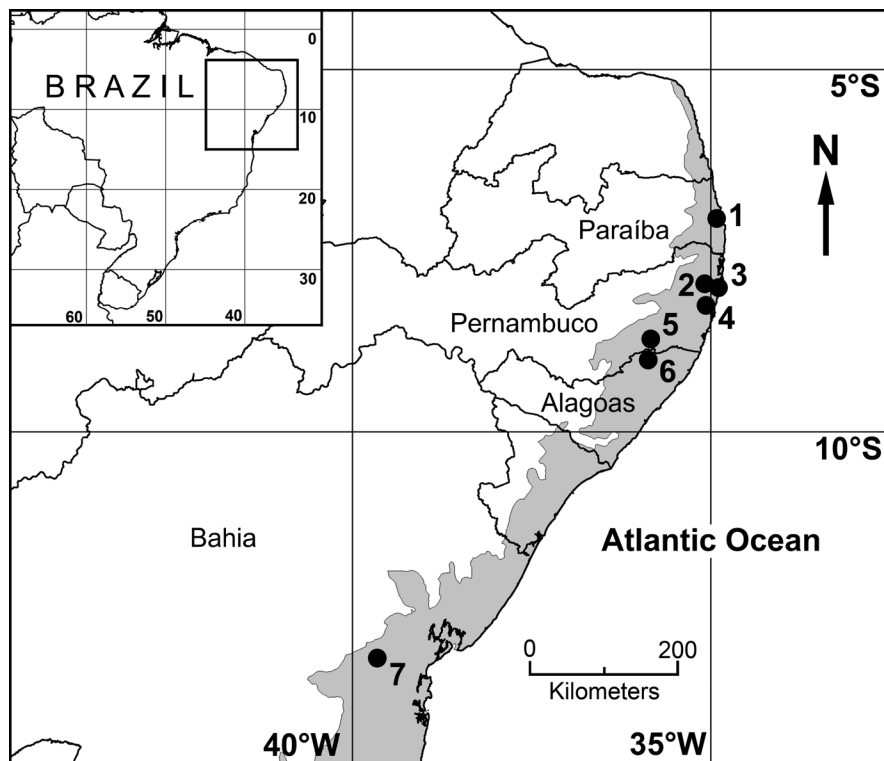 0
BRAZIL
10
20
30
60
50
40
5°S
N
1
Paraíba
2
3
Pernambuco
5
4
6
Alagoas
10°S
Bahia
Atlantic Ocean
0
200
Kilometers
7
40°W
35°W